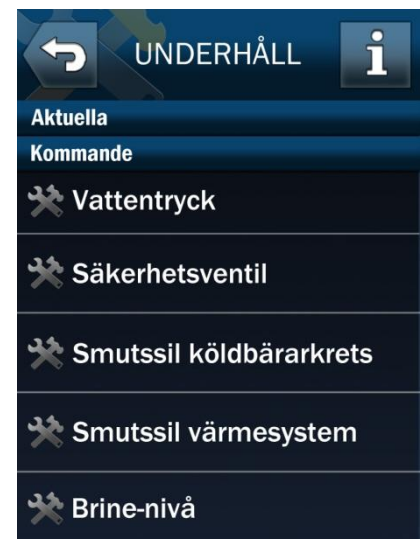 UNDERHÅLL
Aktuella
Kommande
Vattentryck
Säkerhetsventil
Smutssil köldbärarkrets
Smutssil värmesystem
Brine-nivå